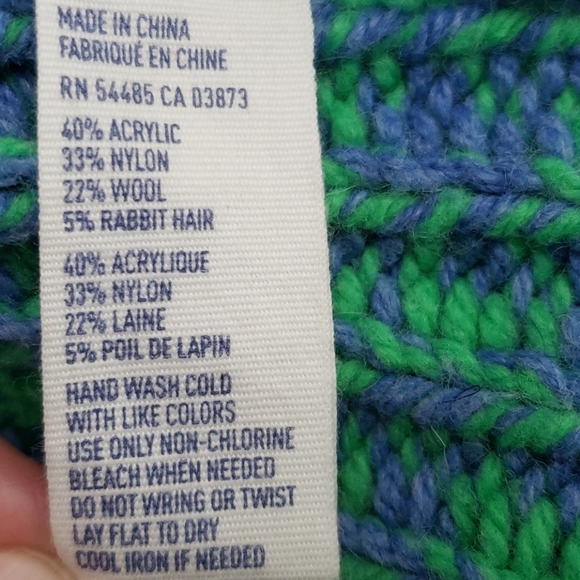 MADE IN CHINA
FABRIQUÉ EN CHINE
RN 54485 CA 03873
40% ACRYLIC
33% NYLON
22% WOOL
5% RABBIT HAIR
40% ACRYLIQUE
33% NYLON
22% LAINE
5% POIL DE LAPIN
HAND WASH COLD
WITH LIKE COLORS
USE ONLY NON-CHLORINE
BLEACH WHEN NEEDED
DO NOT WRING OR TWIST
LAY FLAT TO DRY
COOL IRON IF NEEDED